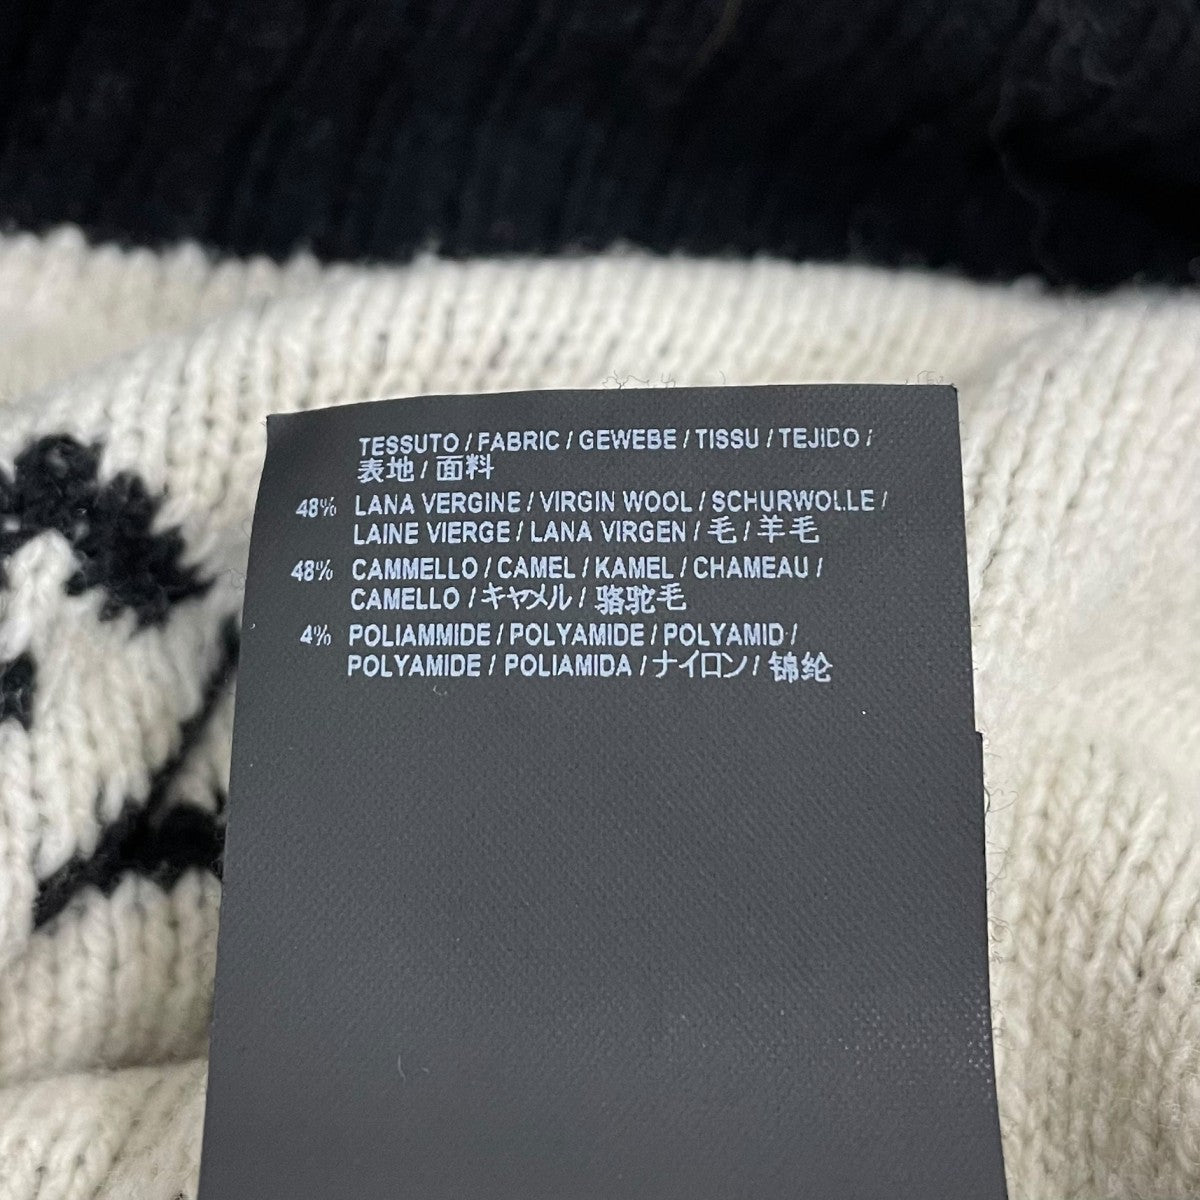 TESSUTO / FABRIC / GEWEBE / TISSU / TEJIDO /
表地 / 面料
48% LANA VERGINE / VIRGIN WOOL / SCHURWOLLE /
LAINE VIERGE / LANA VIRGEN / 毛 / 羊毛
48% CAMMELLO / CAMEL / KAMEL / CHAMEAU /
CAMELLO / キャメル / 骆驼毛
4% POLIAMMIDE / POLYAMIDE / POLYAMID /
POLYAMIDE / POLIAMIDA / ナイロン / 锦纶